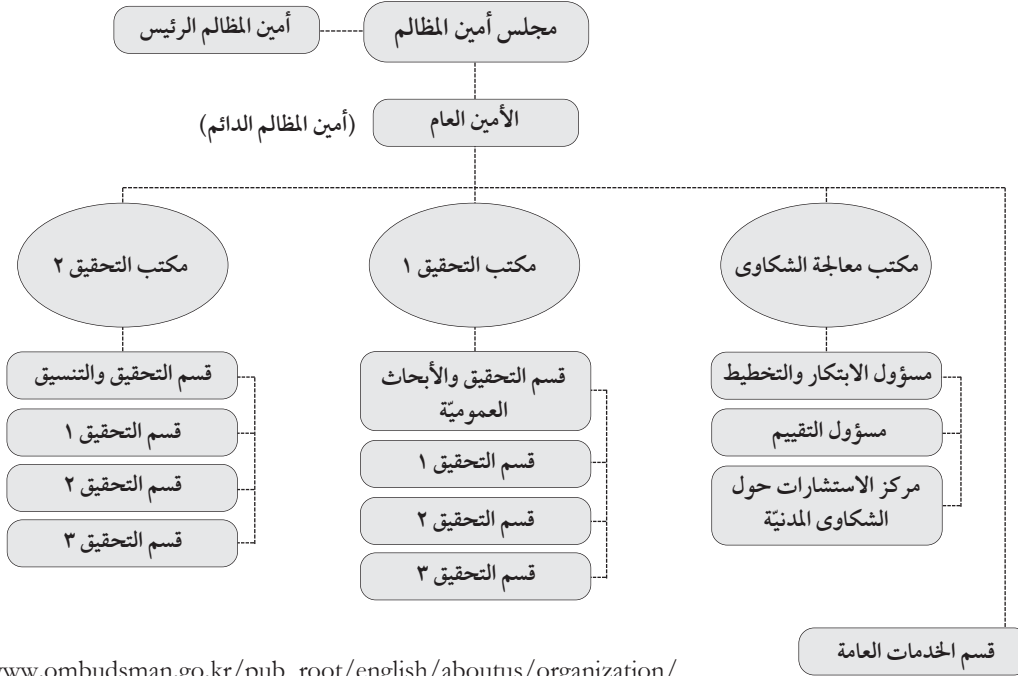 مجلس أمين المظالم
أمين المظالم الرئيس
الأمين العام
(أمين المظالم الدائم)
مكتب معالجة الشكاوى
مكتب التحقيق ١
مكتب التحقيق ٢
مسؤول الابتكار والتخطيط
مسؤول التقييم
مركز الاستشارات حول
الشكاوى المدنيّة
قسم التحقيق والأبحاث
العموميّة
قسم التحقيق ١
قسم التحقيق ٢
قسم التحقيق ٣
قسم التحقيق والتنسيق
قسم التحقيق ١
قسم التحقيق ٢
قسم التحقيق ٣
قسم الخدمات العامة
www.ombudsman.go.kr/pub_root/english/aboutus/organization/